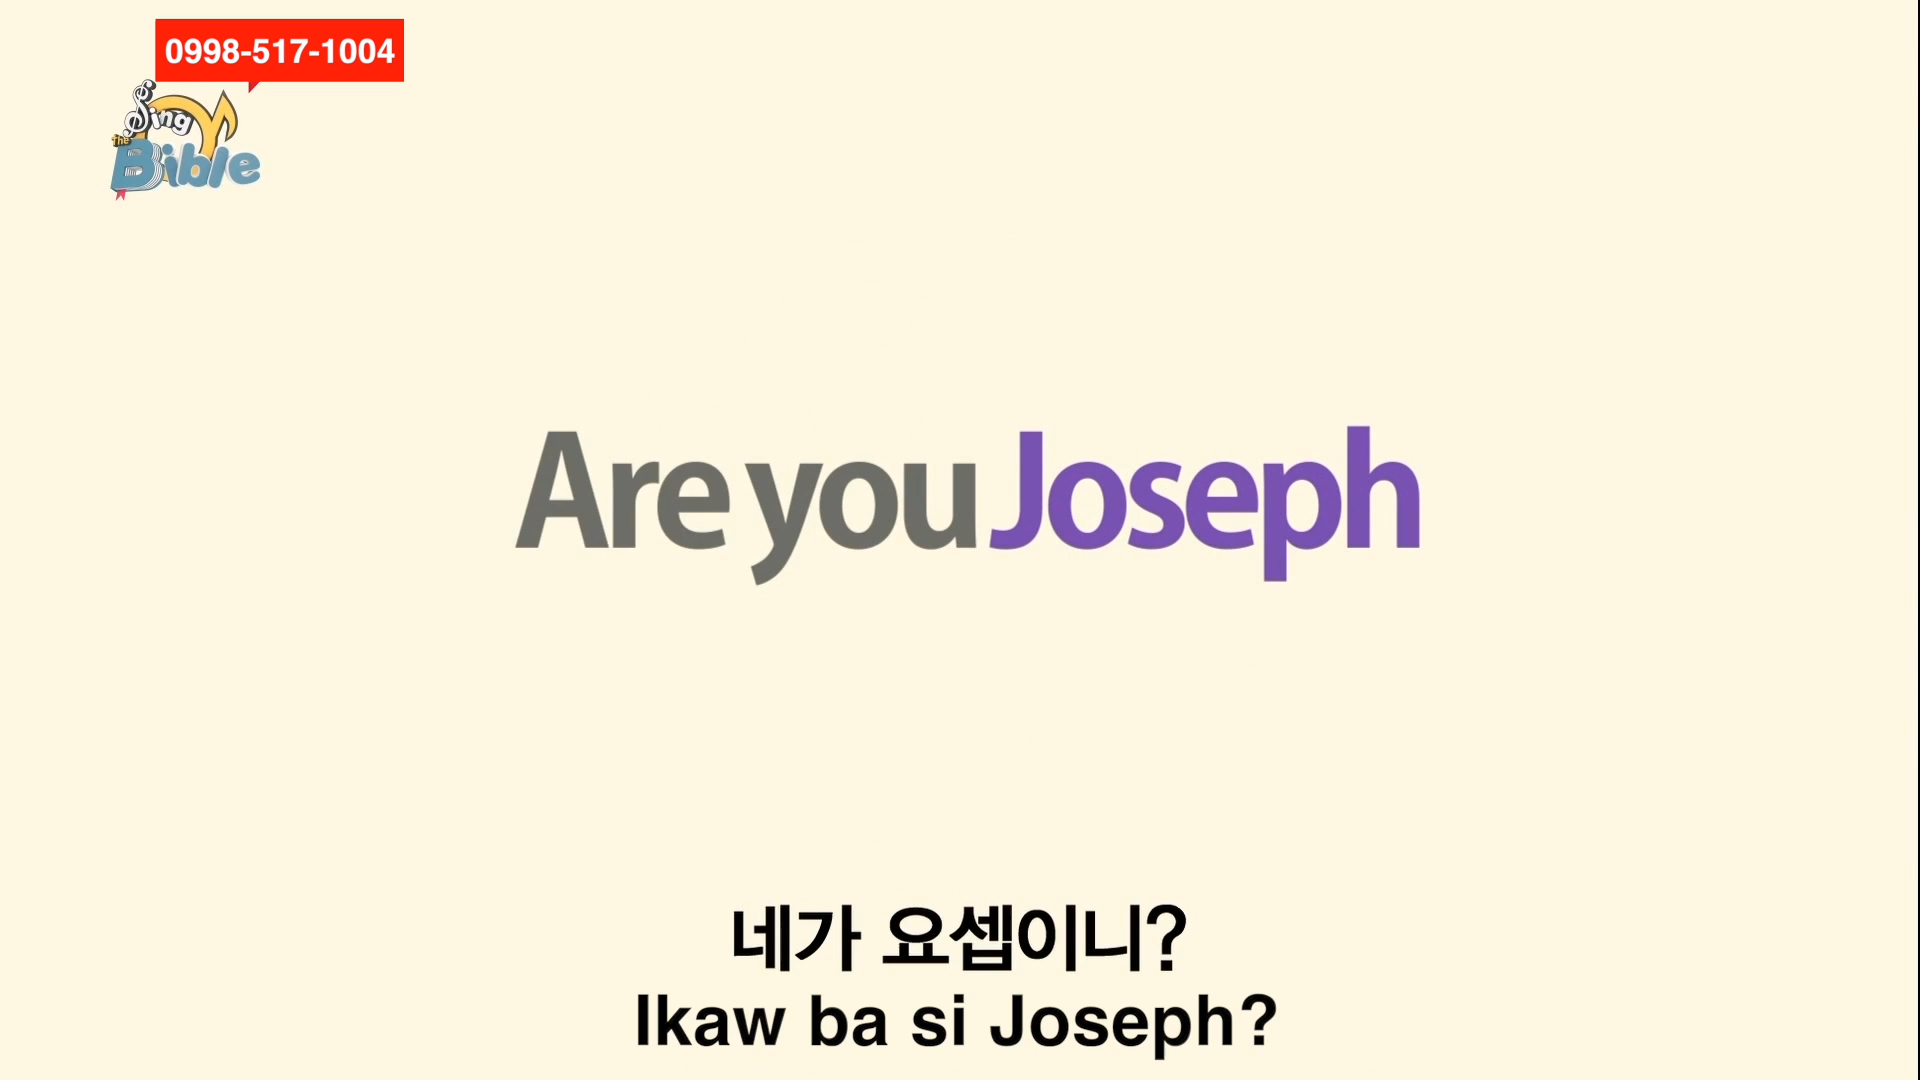 0998-517-1004
Sing
The
Bible
Are you Joseph
네가 요셉이니?
Ikaw ba si Joseph?